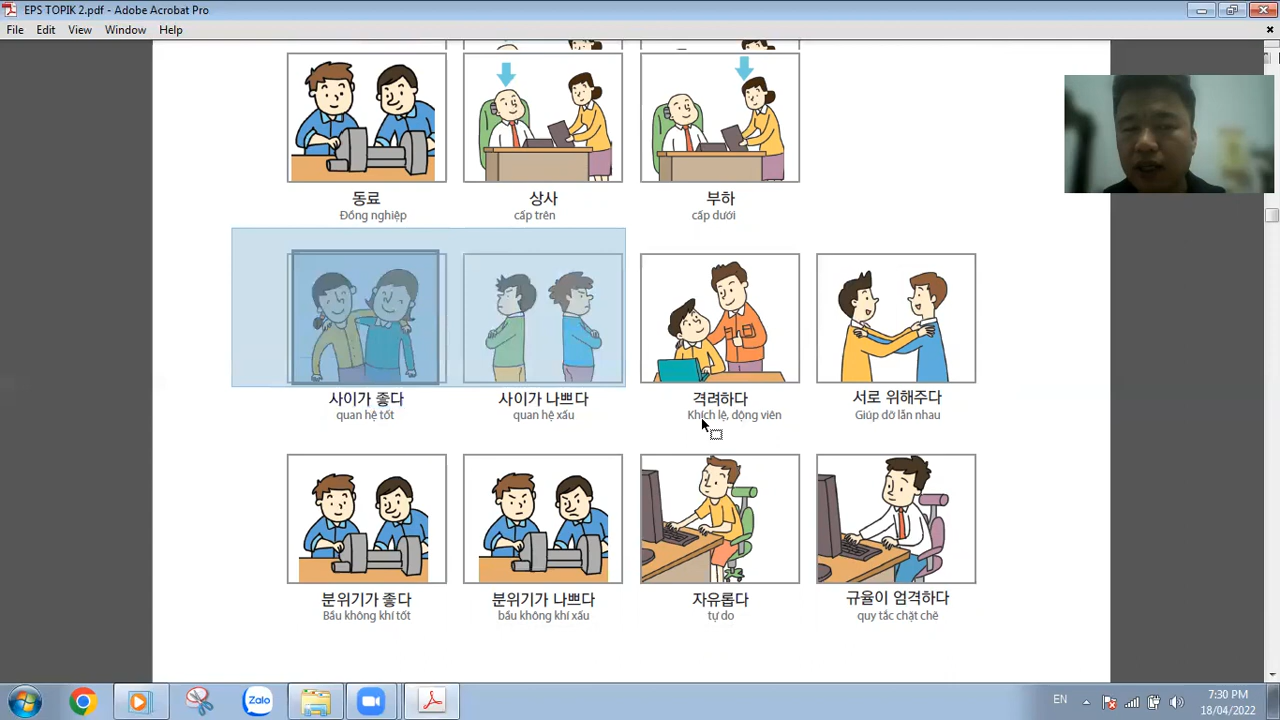 EPS TOPIK 2.pdf - Adobe Acrobat Pro
File Edit View Window Help
동료 상사 부하
Đồng nghiệp cấp trên cấp dưới
사이가 좋다 사이가 나쁘다 격려하다 서로 위해주다
quan hệ tốt quan hệ xấu Khích lệ, động viên Giúp dỡ lẫn nhau
분위기가 좋다 분위기가 나쁘다 자유롭다 규율이 엄격하다
Bầu không khí tốt bầu không khí xấu tự do quy tắc chặt chẽ
Zalo
EN
7:30 PM
18/04/2022